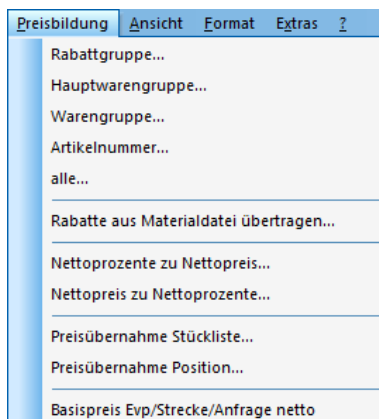 Preisbildung Ansicht Format Extras ?
Rabattgruppe...
Hauptwarengruppe...
Warengruppe...
Artikelnummer...
alle...
Rabatte aus Materialdatei übertragen...
Nettoprozente zu Nettopreis...
Nettopreis zu Nettoprozente...
Preisübernahme Stückliste...
Preisübernahme Position...
Basispreis Evp/Strecke/Anfrage netto